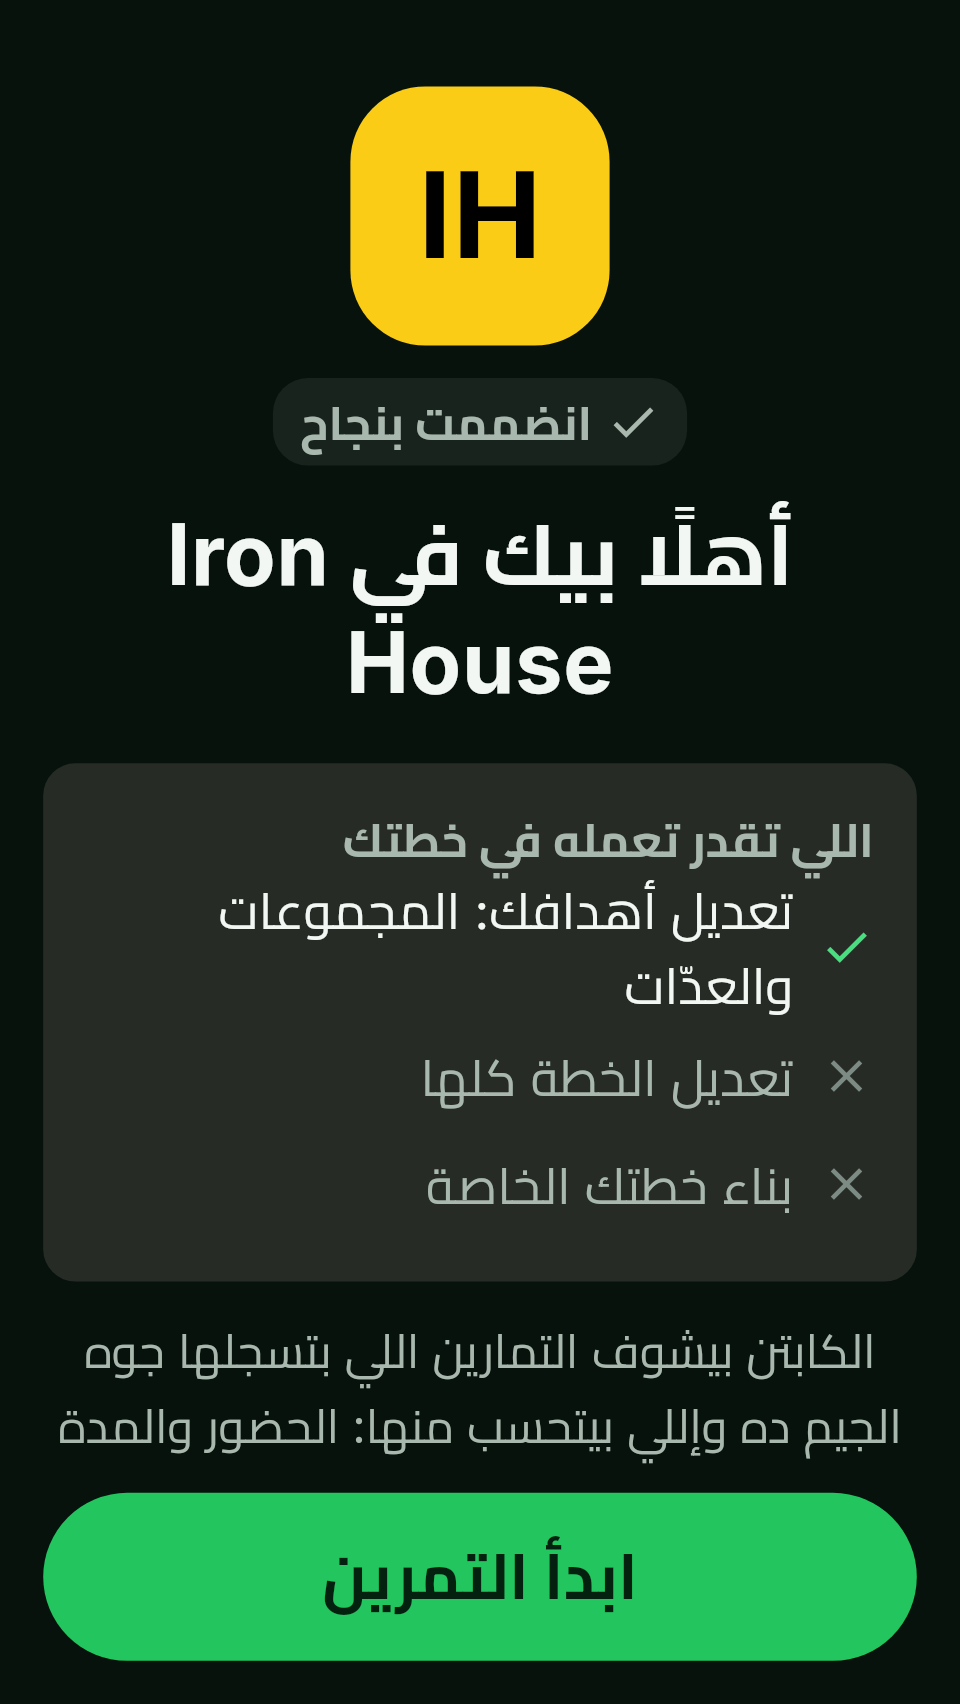 IH
انضممت بنجاح
أهلًا بيك في Iron
House
اللي تقدر تعمله في خطتك
تعديل أهدافك: المجموعات
والعدّات
تعديل الخطة كلها
بناء خطتك الخاصة
الكابتن بيشوف التمارين اللي بتسجلها جوه
الجيم ده وإللي بيتحسب منها: الحضور والمدة
ابدأ التمرين